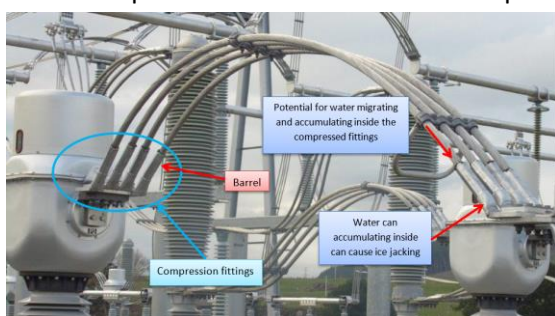 Potential for water migrating
and accumulating inside the
compressed fittings
Barrel
Water can
accumulating inside
can cause ice jacking
Compression fittings